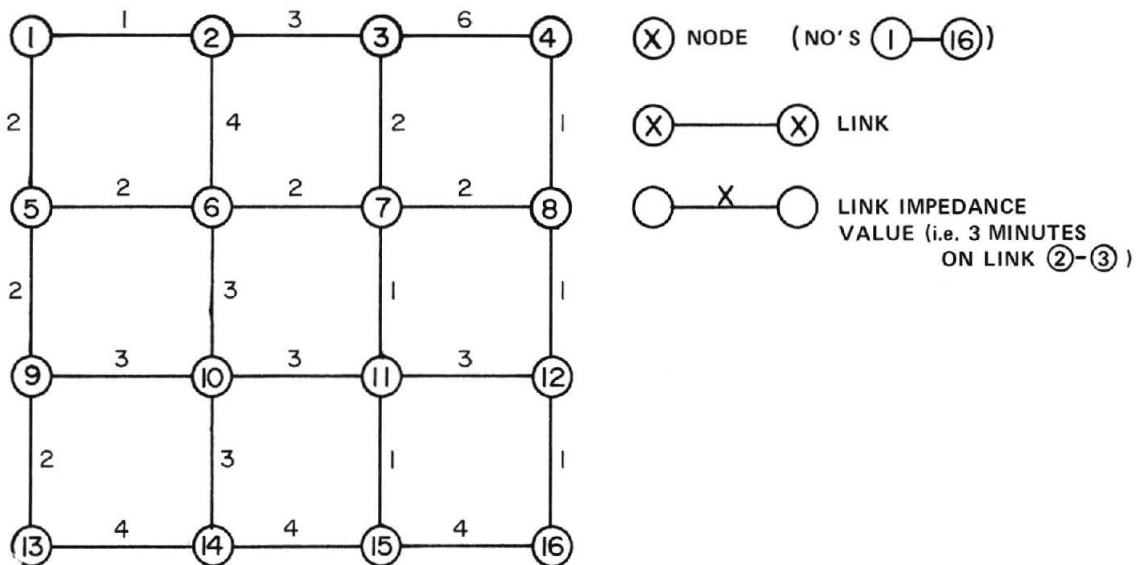 1 1 2 3 3 6 4
2 4 2 1
5 2 6 2 7 2 8
2 3 1 1
9 3 10 3 11 3 12
2 3 1 1
13 4 14 4 15 4 16
X NODE (NO'S 1 16)
X X LINK
X LINK IMPEDANCE
VALUE (i.e. 3 MINUTES
ON LINK 2-3)